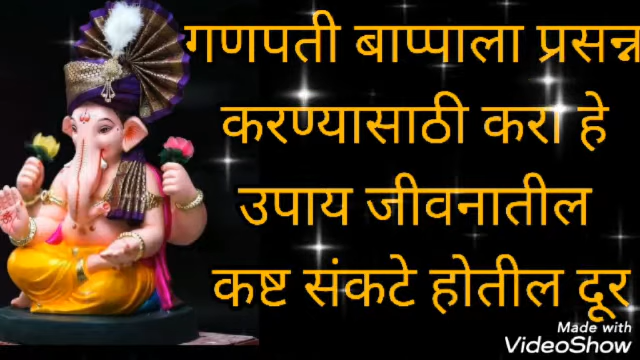 गणपती बाप्पाला प्रसन्न
करण्यासाठी करा हे
उपाय जीवनातील
कष्ट संकटे होतील दूर
Made with
VideoShow